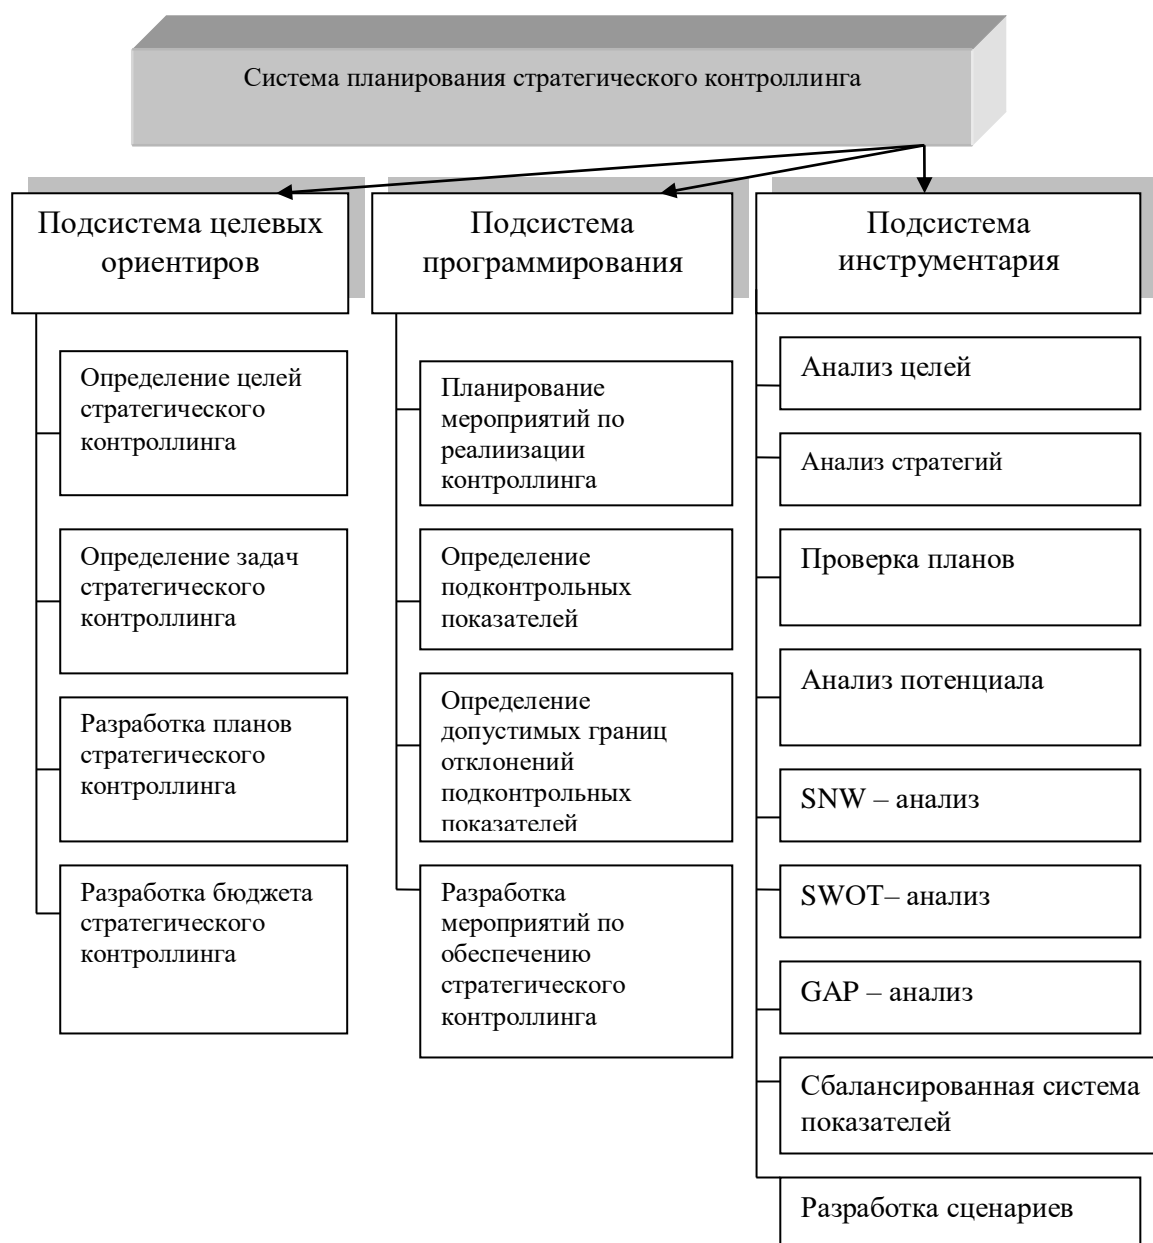 Система планирования стратегического контроллинга
Подсистема целевых
ориентиров
Определение целей
стратегического
контроллинга
Определение задач
стратегического
контроллинга
Разработка планов
стратегического
контроллинга
Разработка бюджета
стратегического
контроллинга
Подсистема
программирования
Планирование
мероприятий по
реалиизации
контроллинга
Определение
подконтрольных
показателей
Определение
допустимых границ
отклонений
подконтрольных
показателей
Разработка
мероприятий по
обеспечению
стратегического
контроллинга
Подсистема
инструментария
Анализ целей
Анализ стратегий
Проверка планов
Анализ потенциала
SNW – анализ
SWOT– анализ
GAP – анализ
Сбалансированная система
показателей
Разработка сценариев